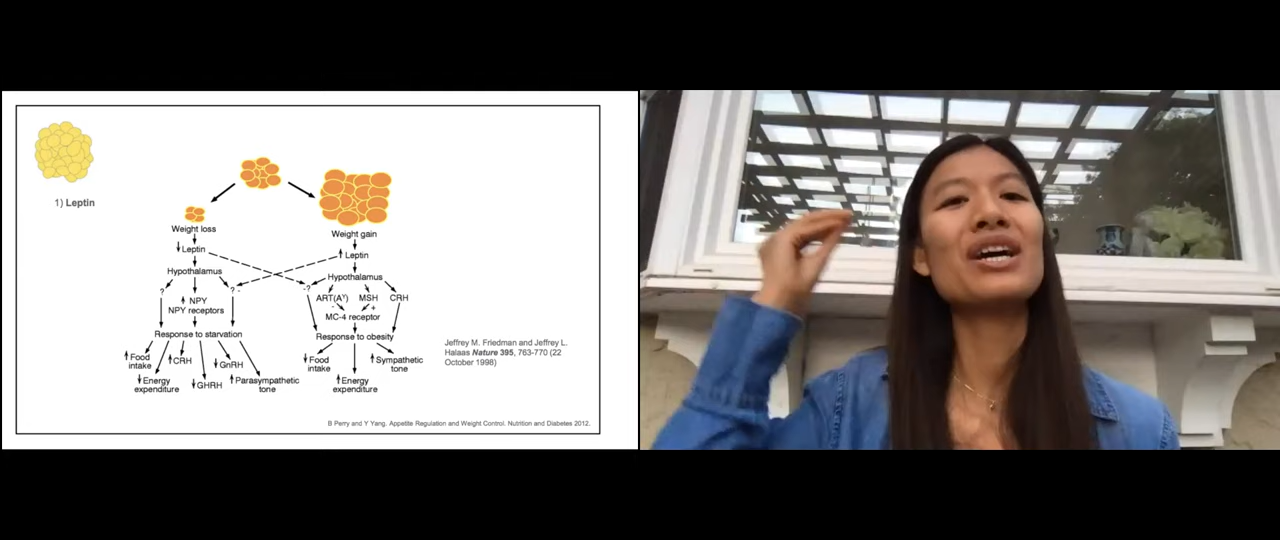 1) Leptin
Weight loss
Leptin
Hypothalamus
?
NPY
NPY receptors
?
Response to starvation
Food
intake
CRH
GnRH
Energy
expenditure
GHRH
Parasympathetic
tone
Weight gain
Leptin
Hypothalamus
?
MSH
CRH
MC-4 receptor
Response to obesity
Food
intake
Sympathetic
tone
Energy
expenditure
Jeffrey M. Friedman and Jeffrey L.
Halaas Nature 395, 763-770 (22
October 1998)
B Perry and Y Yang. Appetite Regulation and Weight Control. Nutrition and Diabetes 2012.